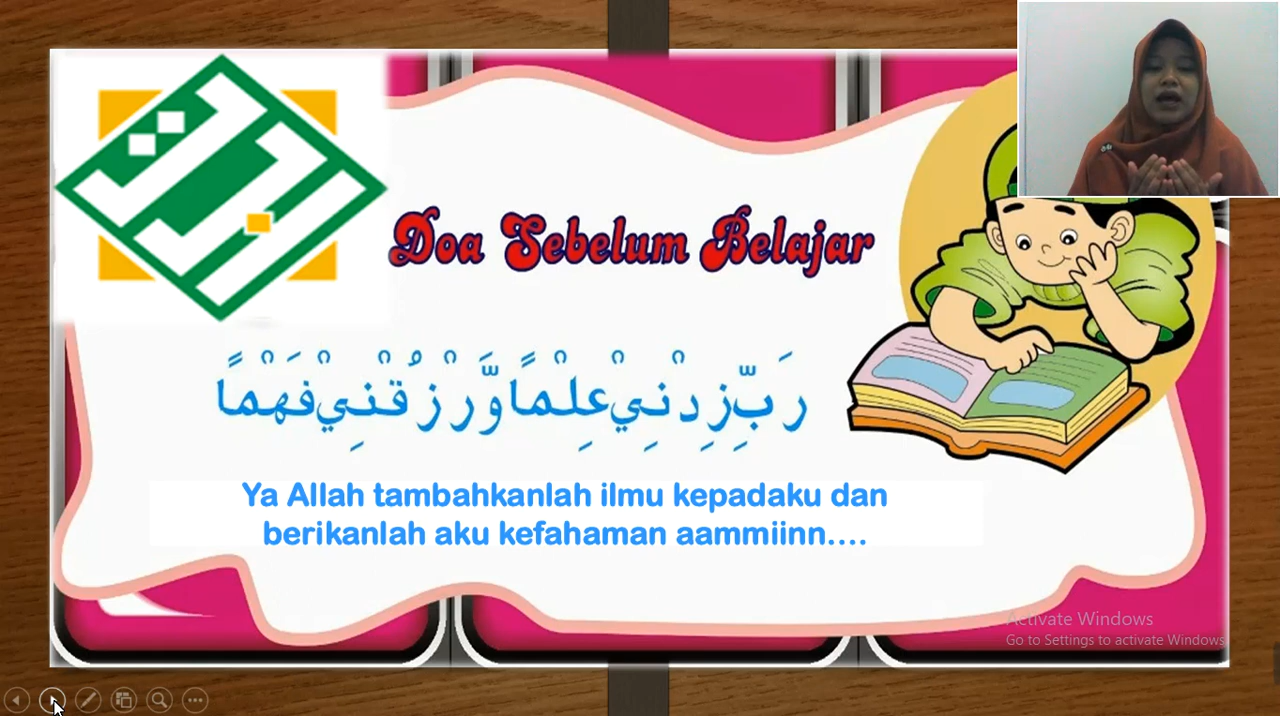 Doa Sebelum Belajar
رَبِّ زِدْنِيْ عِلْمًا وَّرْزُقْنِيْ فَهْمًا
Ya Allah tambahkanlah ilmu kepadaku dan
berikanlah aku kefahaman aammiinn....
Activate Windows
Go to Settings to activate Windows